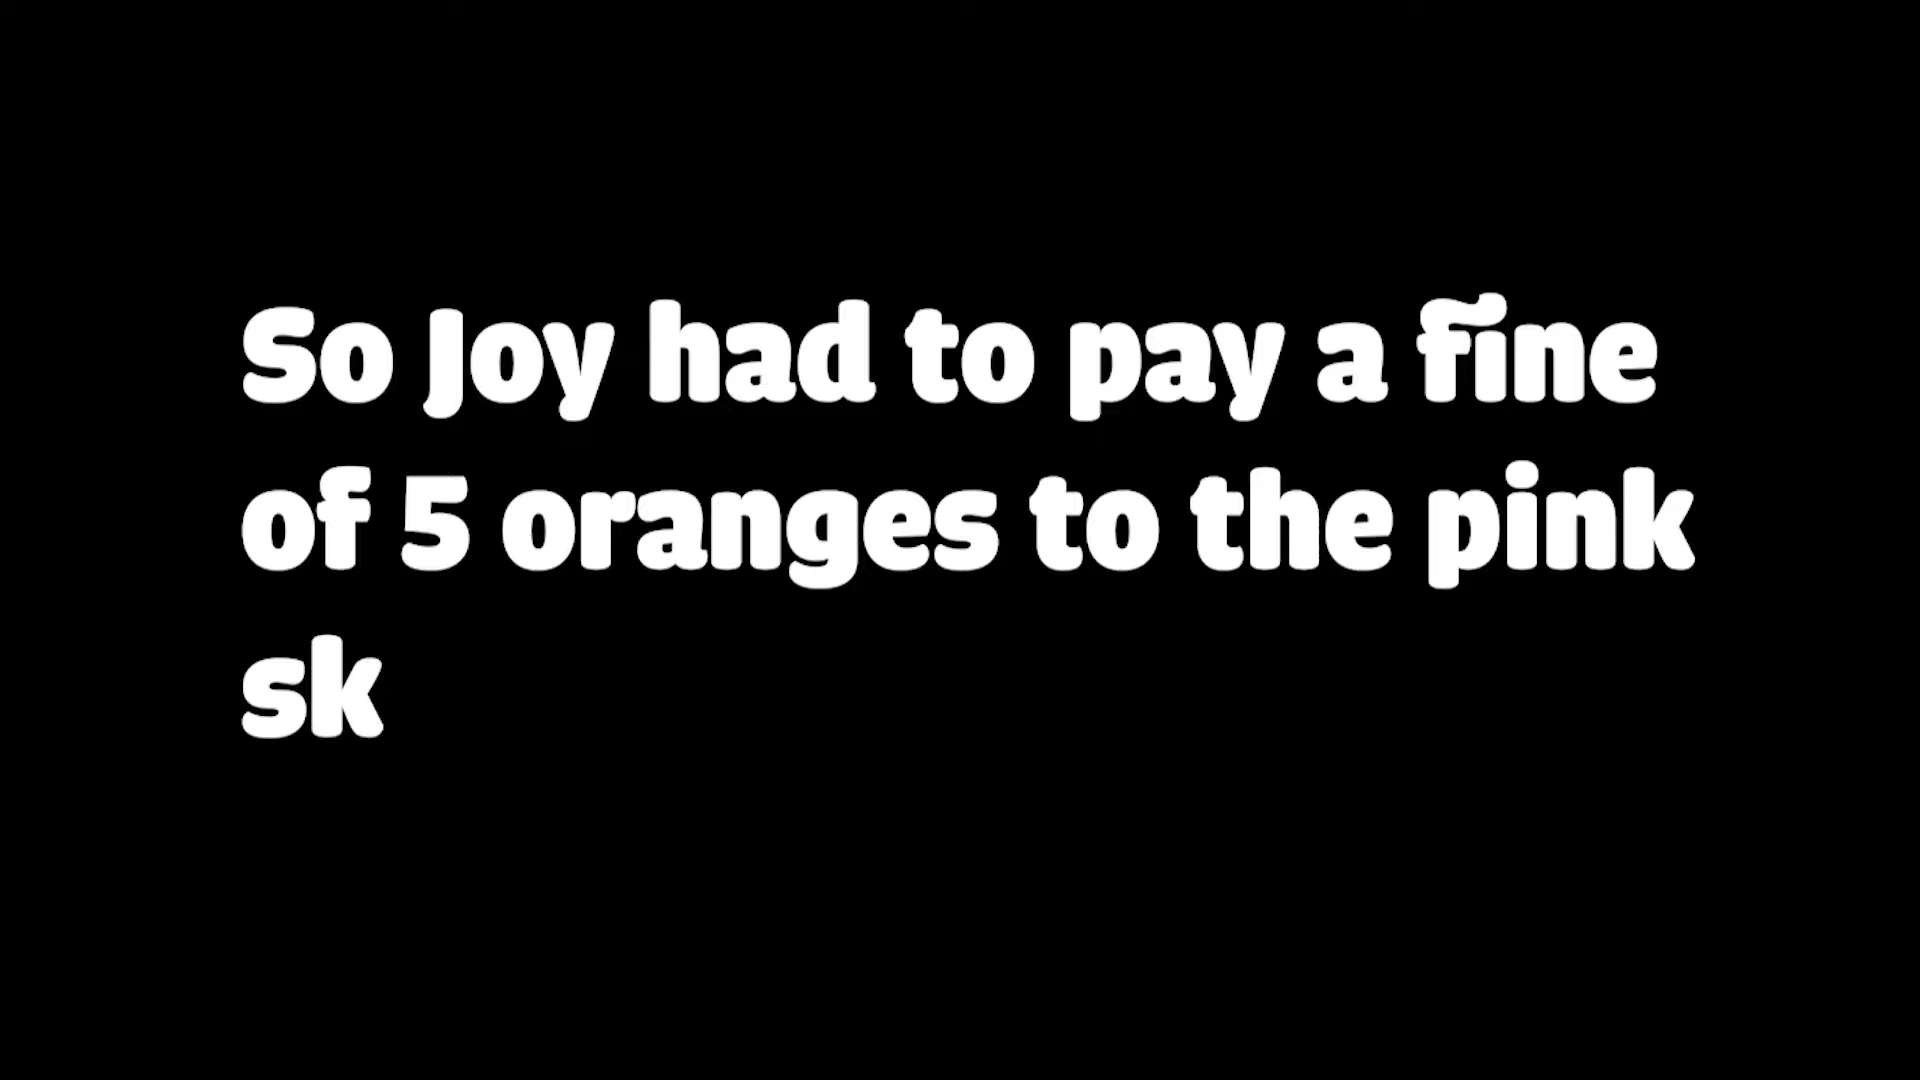 So Joy had to pay a fine
of 5 oranges to the pink
sk